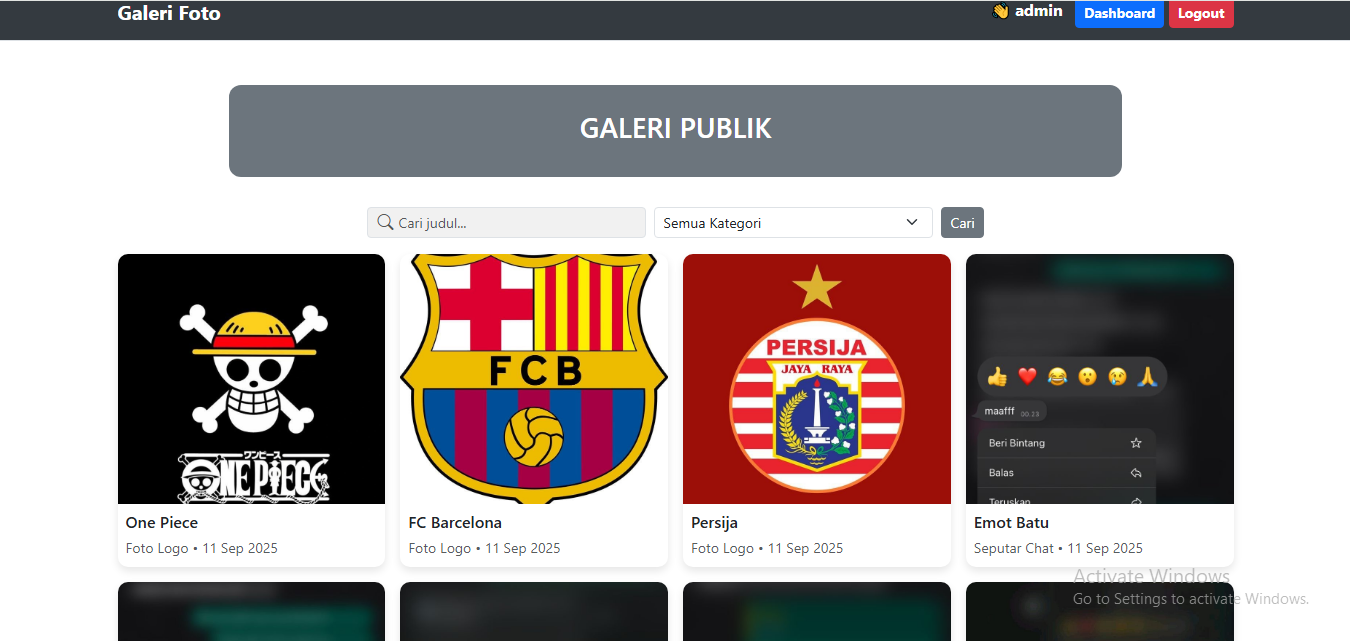 Galeri Foto
👋 admin Dashboard Logout
GALERI PUBLIK
Cari judul...
Semua Kategori
Cari
ワンピース
ONE PIECE
FCB
PERSIJA
JAYA RAYA
👍 ❤️ 😂 😮 😢 🙏
maafff 00.23
Beri Bintang
Balas
Teruskan
One Piece
Foto Logo • 11 Sep 2025
FC Barcelona
Foto Logo • 11 Sep 2025
Persija
Foto Logo • 11 Sep 2025
Emot Batu
Seputar Chat • 11 Sep 2025
Activate Windows
Go to Settings to activate Windows.